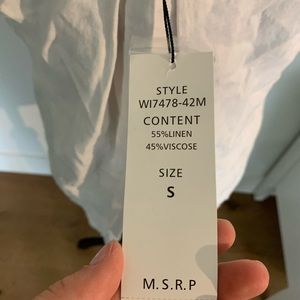 STYLE
WI7478-42M
CONTENT
55%LINEN
45%VISCOSE
SIZE
S
M.S.R.P